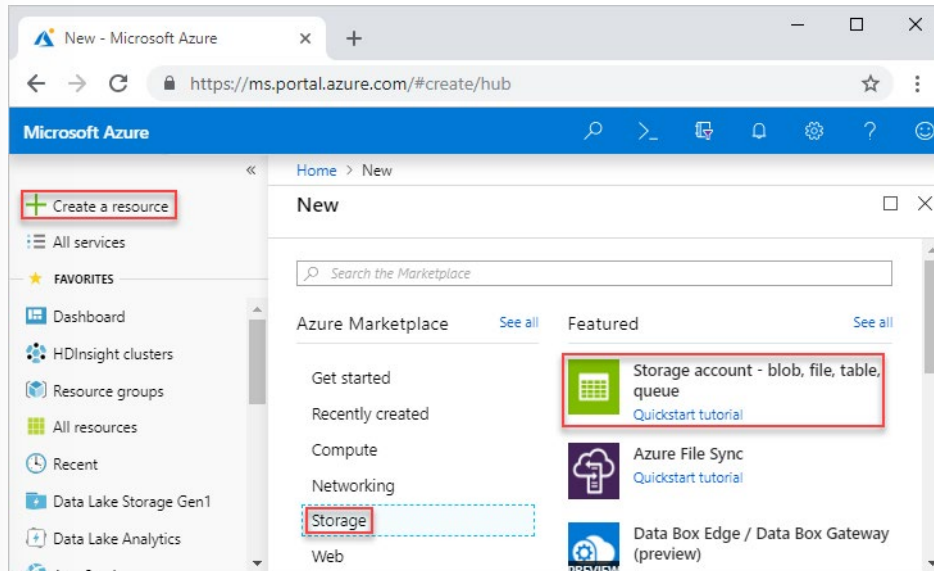 New - Microsoft Azure
https://ms.portal.azure.com/#create/hub
Microsoft Azure
Home > New
Create a resource
New
All services
FAVORITES
Search the Marketplace
Dashboard
Azure Marketplace See all
Featured See all
HDInsight clusters
Resource groups
All resources
Recent
Data Lake Storage Gen1
Data Lake Analytics
Get started
Recently created
Compute
Networking
Storage
Web
Storage account - blob, file, table,
queue
Quickstart tutorial
Azure File Sync
Quickstart tutorial
Data Box Edge / Data Box Gateway
(preview)
PREVIEW